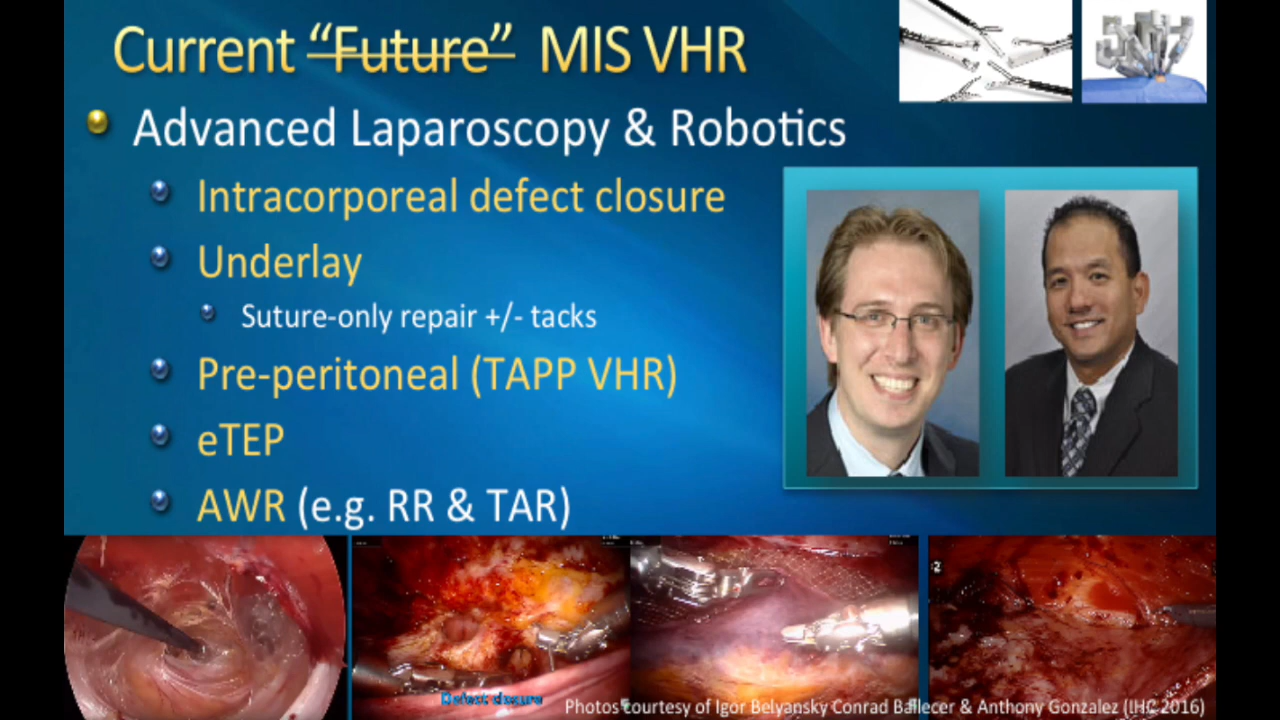 Current “Future” MIS VHR
Advanced Laparoscopy & Robotics
Intracorporeal defect closure
Underlay
Suture-only repair +/- tacks
Pre-peritoneal (TAPP VHR)
eTEP
AWR (e.g. RR & TAR)
Defect closure
Photos courtesy of Igor Belyansky Conrad Ballecer & Anthony Gonzalez (IHC 2016)